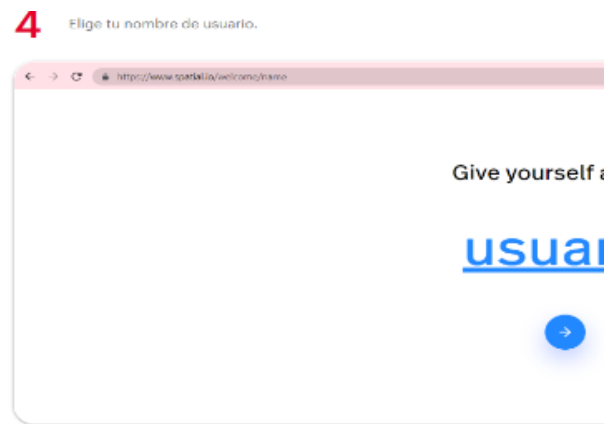 4 Elige tu nombre de usuario.
https://www.spatial.io/welcome/name
Give yourself a
usuar